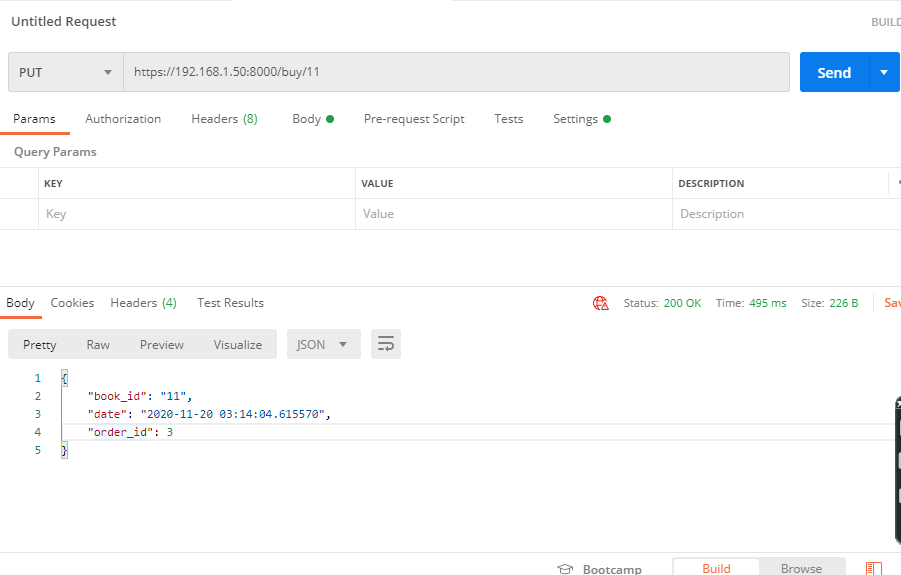 Untitled Request BUILD
PUT https://192.168.1.50:8000/buy/11 Send
Params Authorization Headers (8) Body Pre-request Script Tests Settings
Query Params
KEY VALUE DESCRIPTION
Key Value Description
Body Cookies Headers (4) Test Results Status: 200 OK Time: 495 ms Size: 226 B Sav
Pretty Raw Preview Visualize JSON
1 {
2 "book_id": "11",
3 "date": "2020-11-20 03:14:04.615570",
4 "order_id": 3
5 }
Bootcamp Build Browse